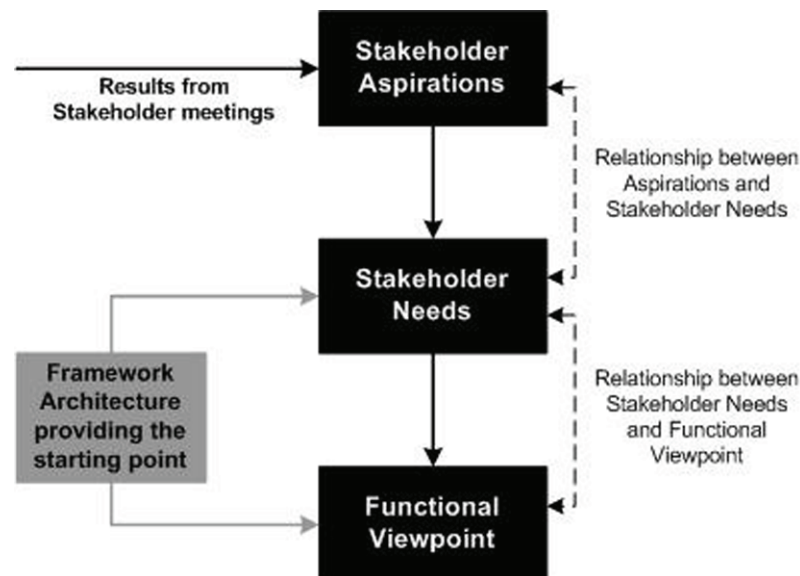 Stakeholder
Aspirations
Results from
Stakeholder meetings
Relationship between
Aspirations and
Stakeholder Needs
Stakeholder
Needs
Framework
Architecture
providing the
starting point
Relationship between
Stakeholder Needs
and Functional
Viewpoint
Functional
Viewpoint